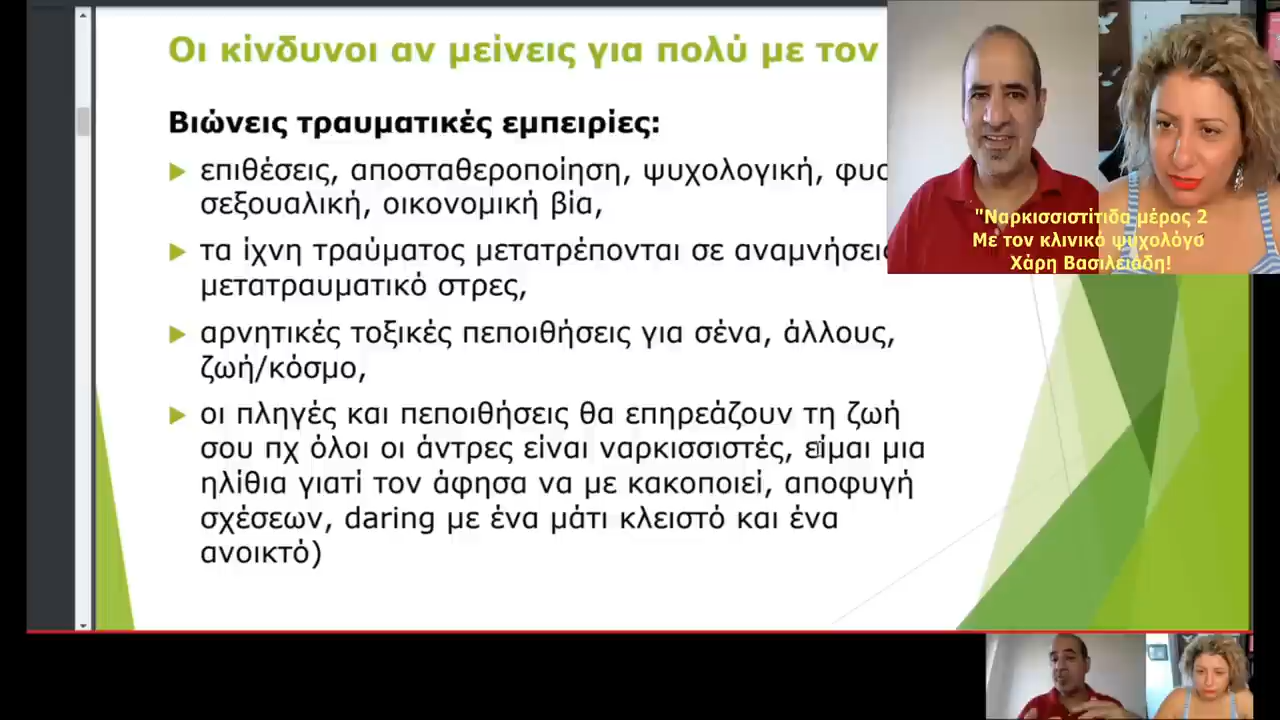 Οι κίνδυνοι αν μείνεις για πολύ με τον
Βιώνεις τραυματικές εμπειρίες:
επιθέσεις, αποσταθεροποίηση, ψυχολογική,
σεξουαλική, οικονομική βία,
τα ίχνη τραύματος μετατρέπονται σε αναμνήσεις
μετατραυματικό στρες,
αρνητικές τοξικές πεποιθήσεις για σένα, άλλους,
ζωή/κόσμο,
οι πληγές και πεποιθήσεις θα επηρεάζουν τη ζωή
σου πχ όλοι οι άντρες είναι ναρκισσιστές, είμαι μια
ηλίθια γιατί τον άφησα να με κακοποιεί, αποφυγή
σχέσεων, daring με ένα μάτι κλειστό και ένα
ανοικτό)
"Ναρκισσιστίτιδα μέρος 2
Με τον κλινικό ψυχολόγο
Χάρη Βασιλειάδη!